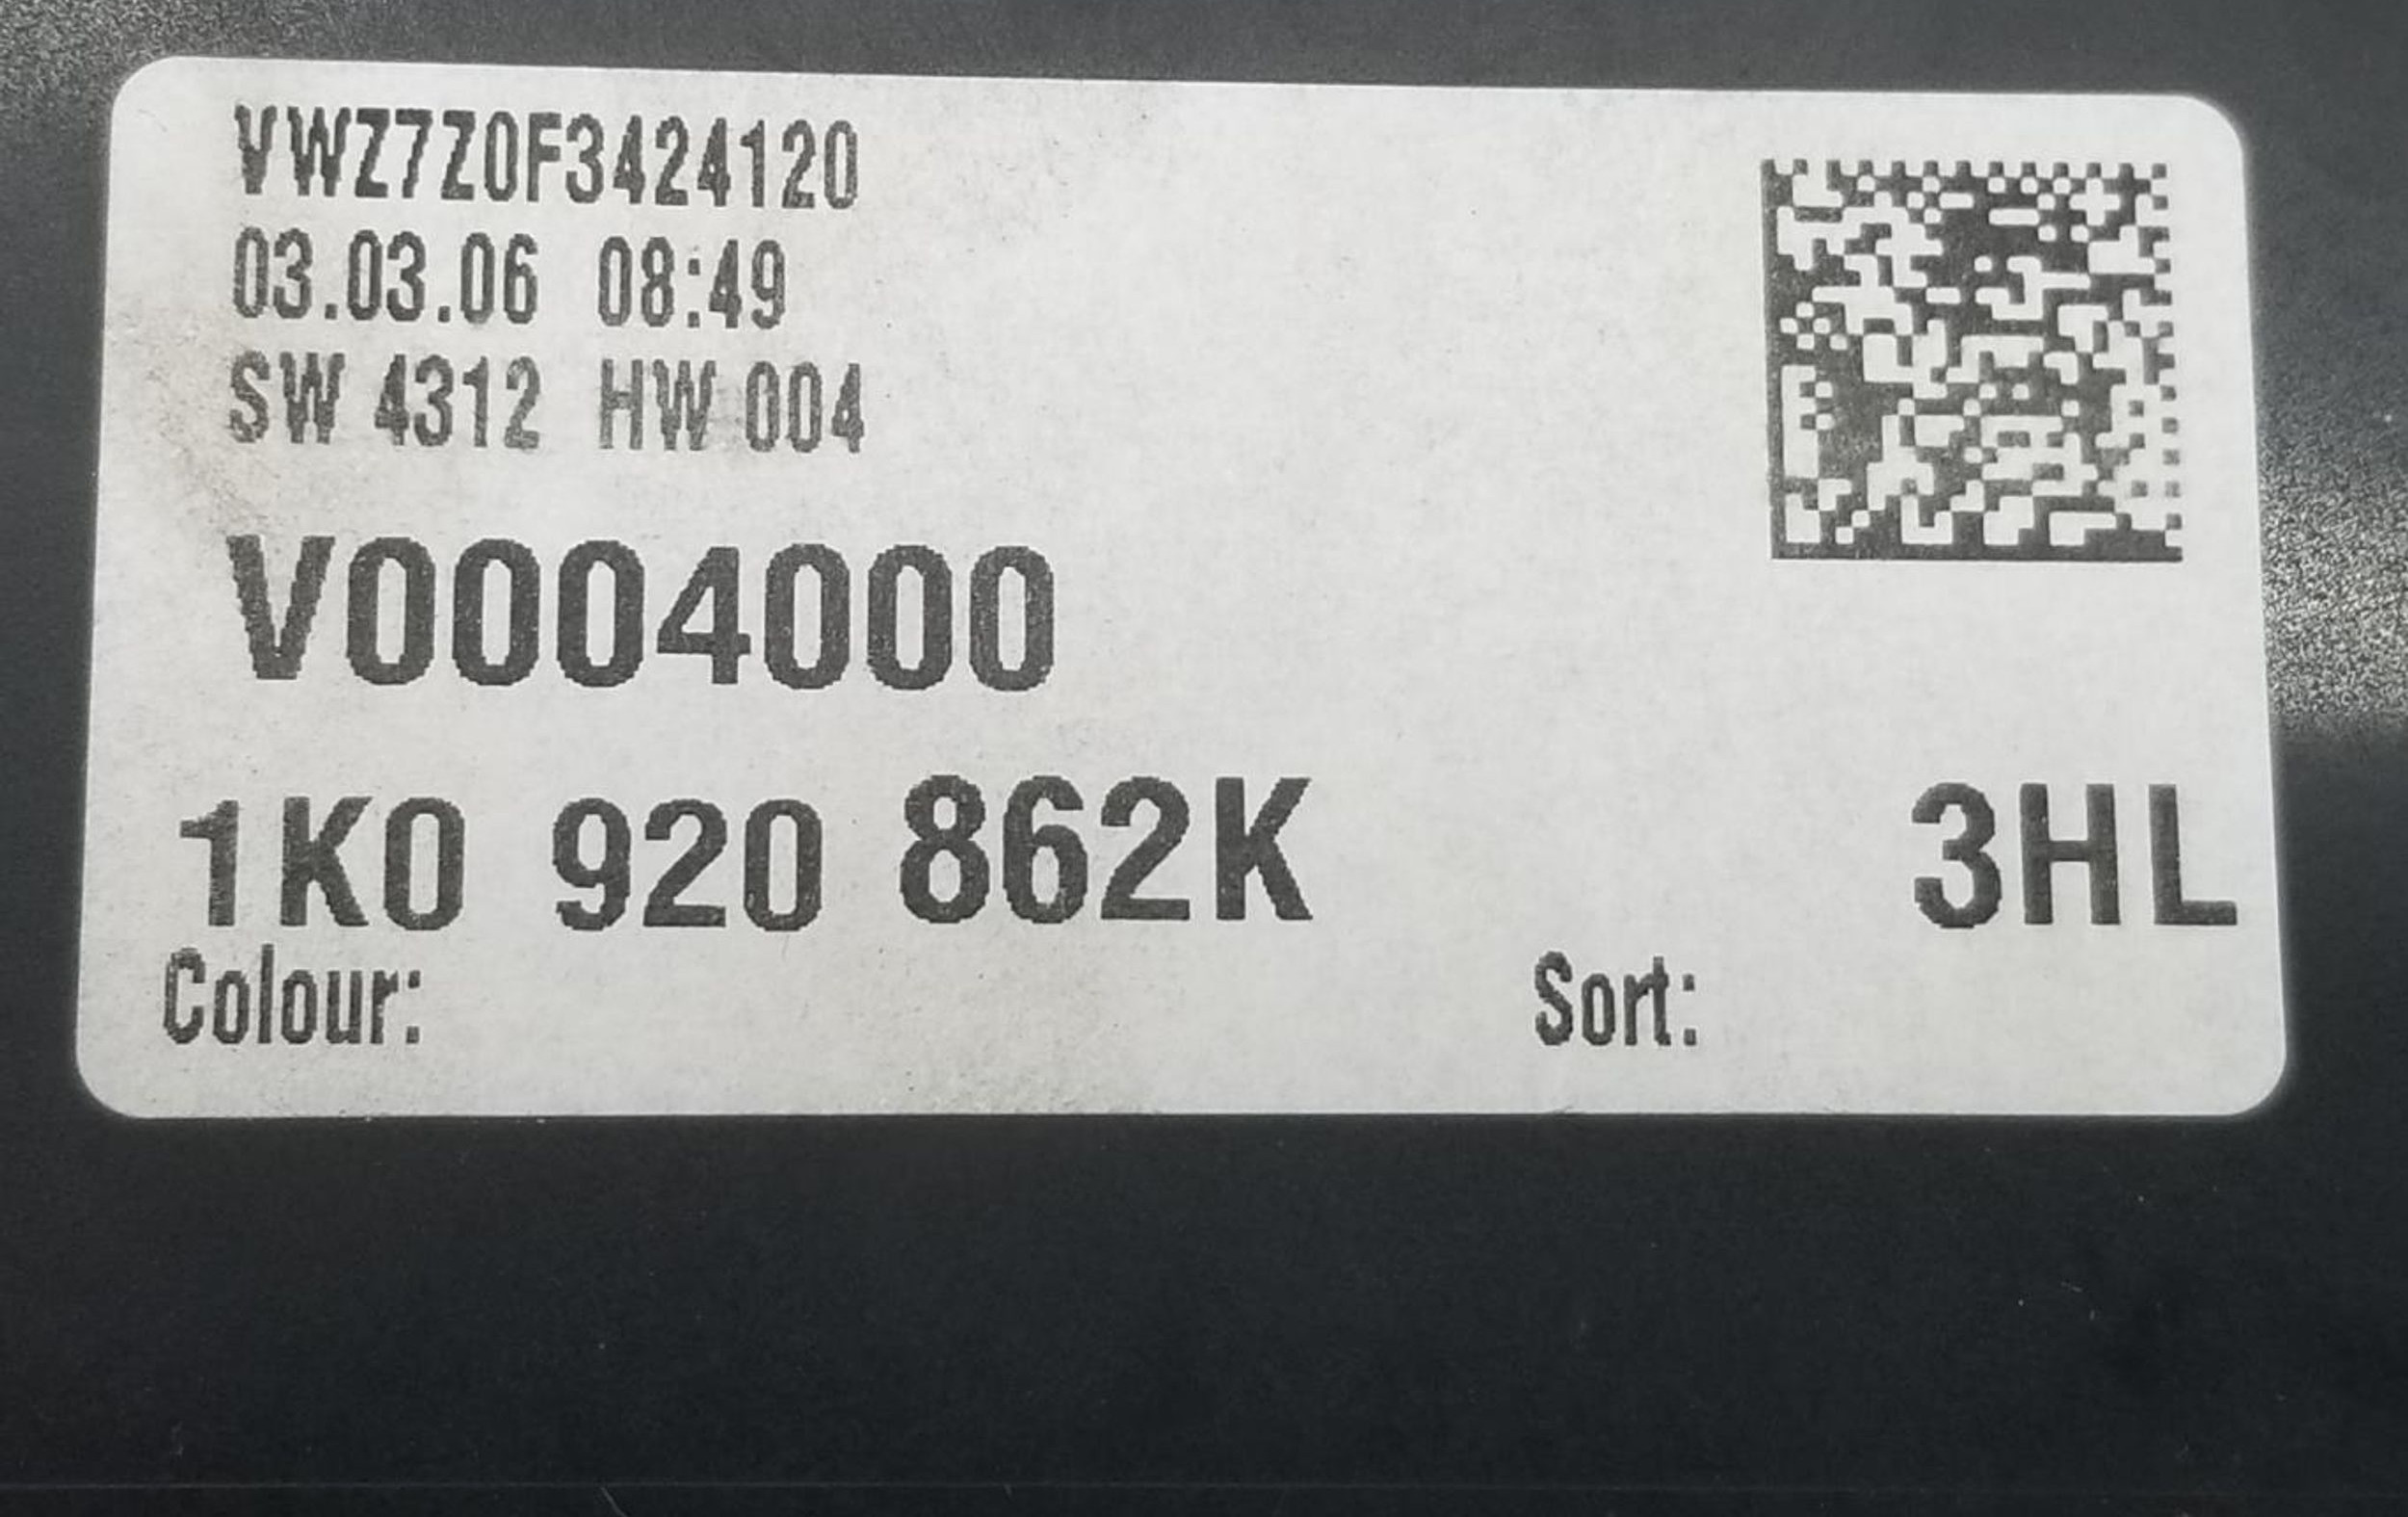 VWZ7Z0F3424120
03.03.06 08:49
SW 4312 HW 004
V0004000
1K0 920 862K 3HL
Colour: Sort: